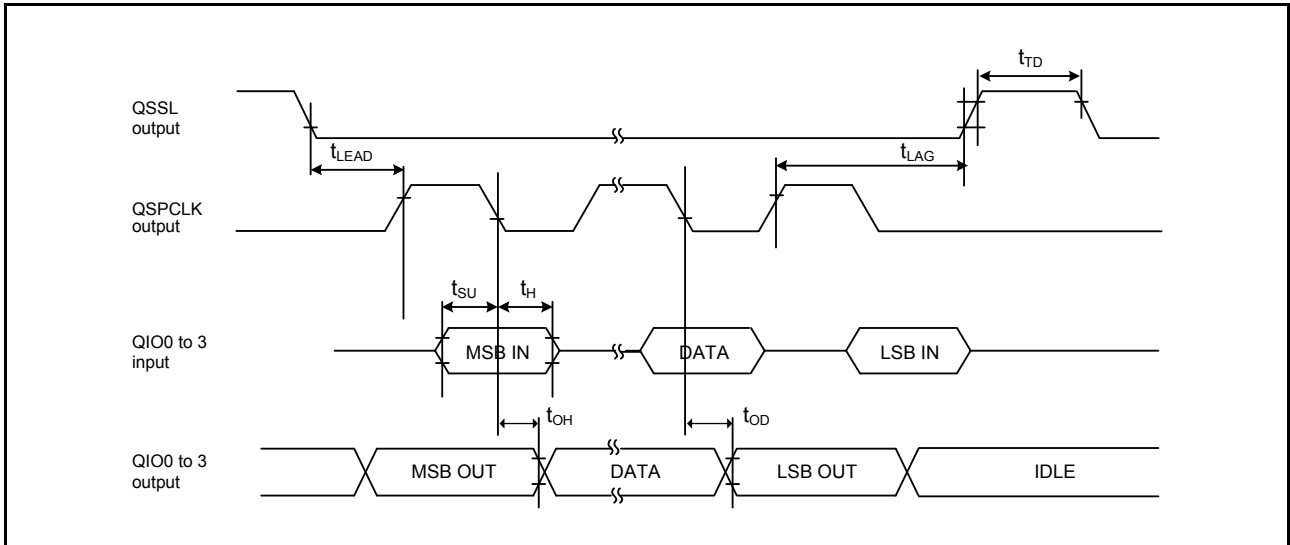 tTD
QSSL
output
tLEAD
tLAG
QSPCLK
output
tSU
tH
QIO0 to 3
input
MSB IN
DATA
LSB IN
tOH
tOD
QIO0 to 3
output
MSB OUT
DATA
LSB OUT
IDLE